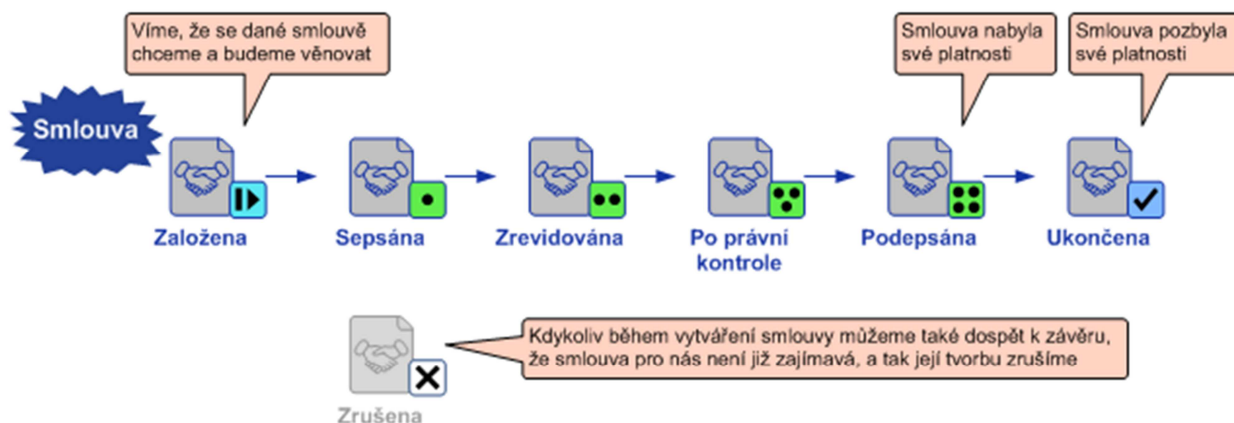 Víme, že se dané smlouvě
chceme a budeme věnovat
Smlouva nabyla
své platnosti
Smlouva pozbyla
své platnosti
Smlouva
Založena
Sepsána
Zrevidována
Po právní
kontrole
Podepsána
Ukončena
Kdykoliv během vytváření smlouvy můžeme také dospět k závěru,
že smlouva pro nás není již zajímavá, a tak její tvorbu zrušíme
Zrušena